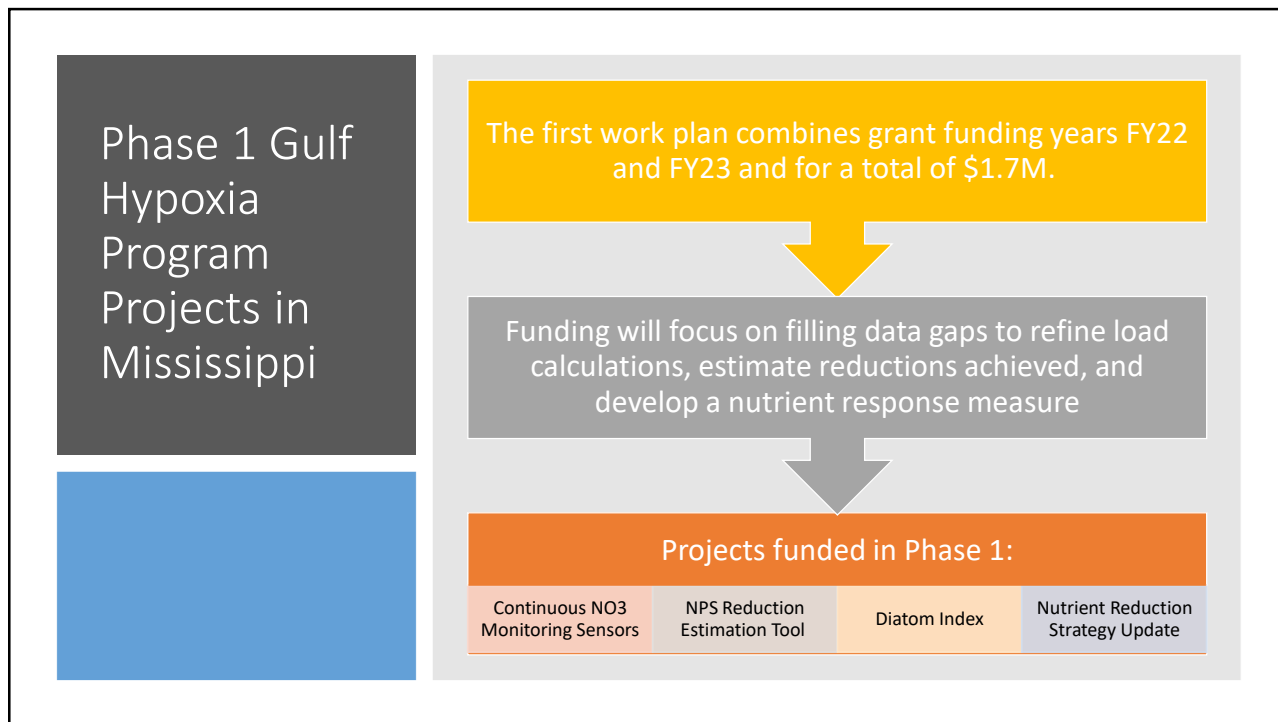 Phase 1 Gulf
Hypoxia
Program
Projects in
Mississippi
The first work plan combines grant funding years FY22
and FY23 and for a total of $1.7M.
Funding will focus on filling data gaps to refine load
calculations, estimate reductions achieved, and
develop a nutrient response measure
Projects funded in Phase 1:
Continuous NO3
Monitoring Sensors
NPS Reduction
Estimation Tool
Diatom Index
Nutrient Reduction
Strategy Update